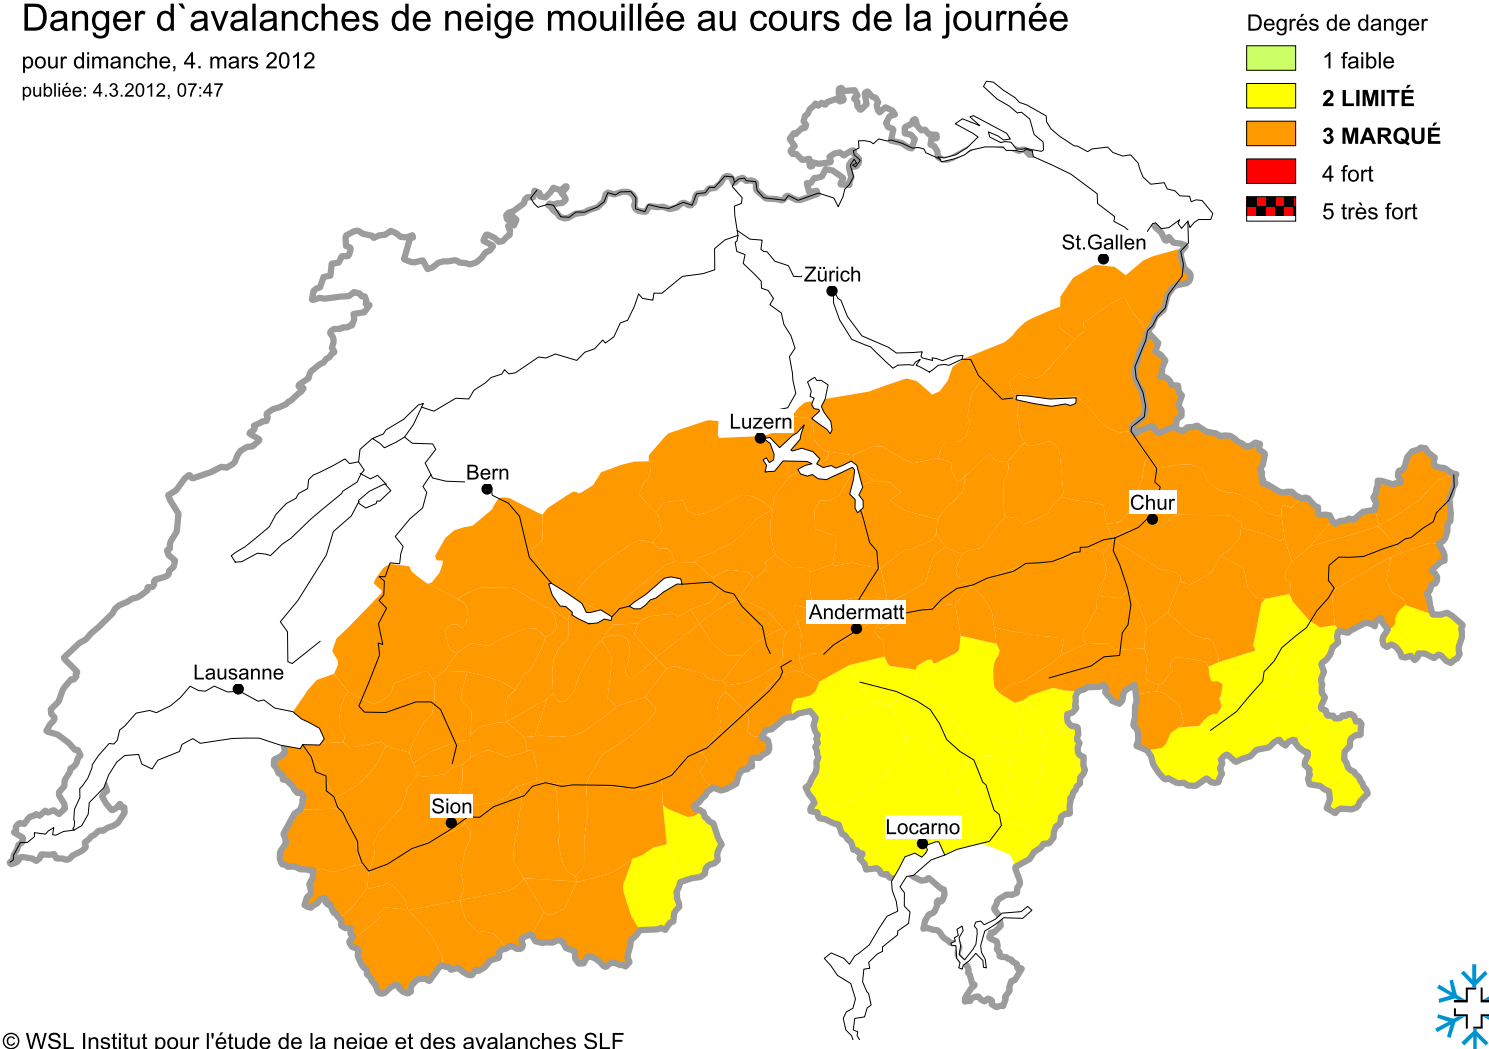 Danger d`avalanches de neige mouillée au cours de la journée
pour dimanche, 4. mars 2012
publiée: 4.3.2012, 07:47
Degrés de danger
1 faible
2 LIMITÉ
3 MARQUÉ
4 fort
5 très fort
St.Gallen
Zürich
Luzern
Bern
Chur
Andermatt
Lausanne
Sion
Locarno
© WSL Institut pour l'étude de la neige et des avalanches SLF